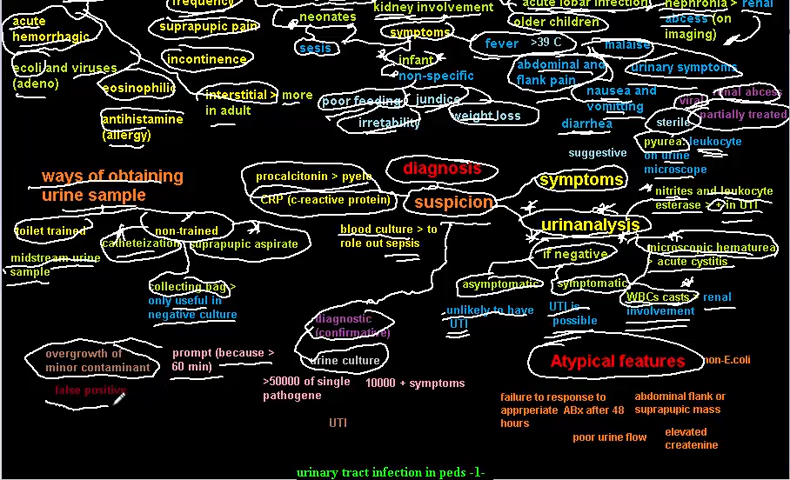 frequency
acute
hemorrhagic
suprapubic pain
incontinence
ecoli and viruses
(adeno)
eosinophilic
interstitial > more
in adult
antihistamine
(allergy)
neonates
sesis
kidney involvement
symptoms
infant
non-specific
poor feeding
jundice
irretability
weight loss
acute lobar infection
older children
fever >39 C
malaise
abdominal and
flank pain
urinary symptoms
nausea and
vomitting
diarrhea
nephronia > renal
abcess (on
imaging)
viral
renal abcess
sterile
partially treated
pyurea: leukocyte
on urine
microscope
suggestive
ways of obtaining
urine sample
toilet trained
non-trained
catheterization
suprapubic aspirate
midstream urine
sample
collecting bag >
only useful in
negative culture
procalcitonin > pyelo
CRP (c-reactive protein)
blood culture > to
role out sepsis
diagnosis
suspicion
symptoms
urinanalysis
nitrites and leukocyte
esterase > + in UTI
if negative
microscopic hematurea
> acute cystitis
asymptomatic
symptomatic
unlikely to have
UTI
UTI is
possible
WBCs casts > renal
involvement
diagnostic
(confirmative)
urine culture
overgrowth of
minor contaminant
prompt (because >
60 min)
false positive
>50000 of single
pathogene
10000 + symptoms
UTI
Atypical features
non-E.coli
failure to response to
apprperiate ABx after 48
hours
abdominal flank or
suprapupic mass
poor urine flow
elevated
createnine
urinary tract infection in peds -1-